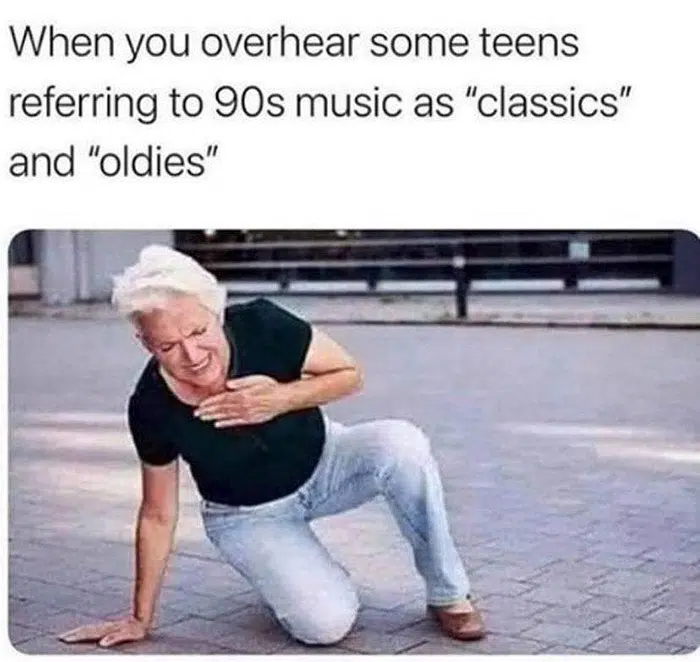 When you overhear some teens
referring to 90s music as "classics"
and "oldies"